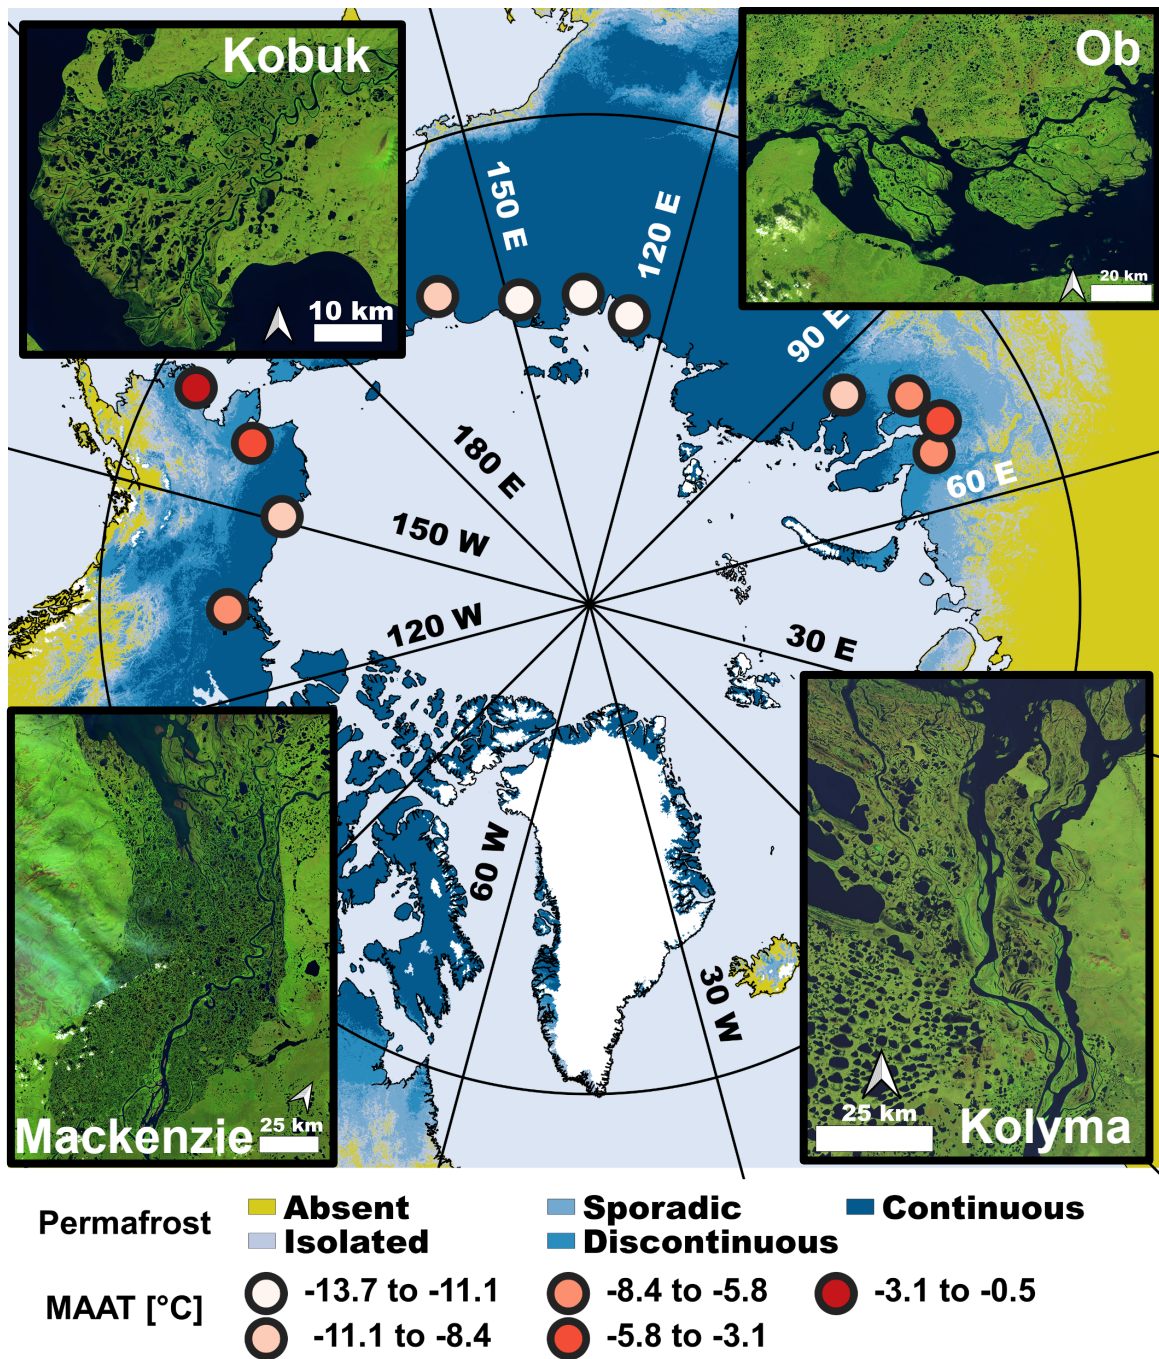 Kobuk
10 km
Ob
20 km
150 E
120 E
90 E
180 E
60 E
150 W
120 W
30 E
60 W
30 W
Mackenzie
25 km
25 km
Kolyma
Permafrost
Absent
Sporadic
Continuous
Isolated
Discontinuous
MAAT [°C]
-13.7 to -11.1
-8.4 to -5.8
-3.1 to -0.5
-11.1 to -8.4
-5.8 to -3.1